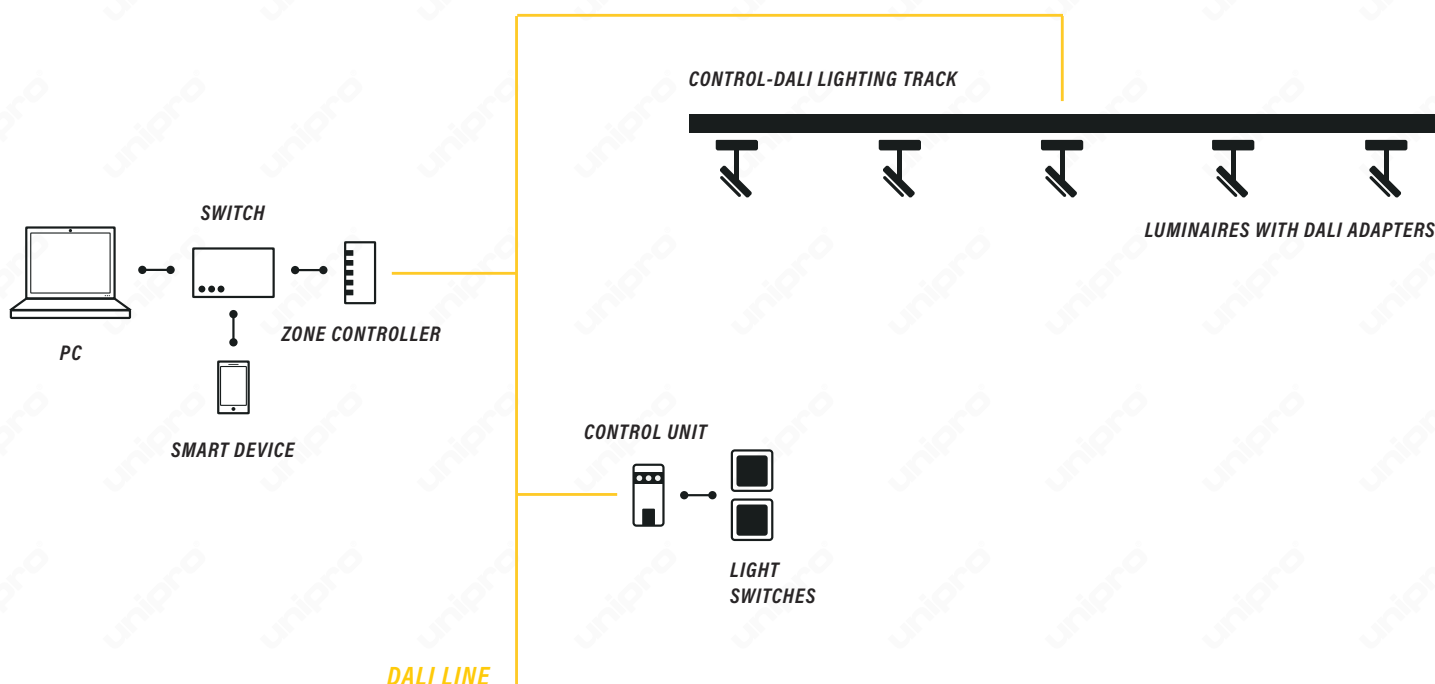 CONTROL-DALI LIGHTING TRACK
LUMINAIRES WITH DALI ADAPTERS
SWITCH
ZONE CONTROLLER
PC
SMART DEVICE
CONTROL UNIT
LIGHT
SWITCHES
DALI LINE
unipro